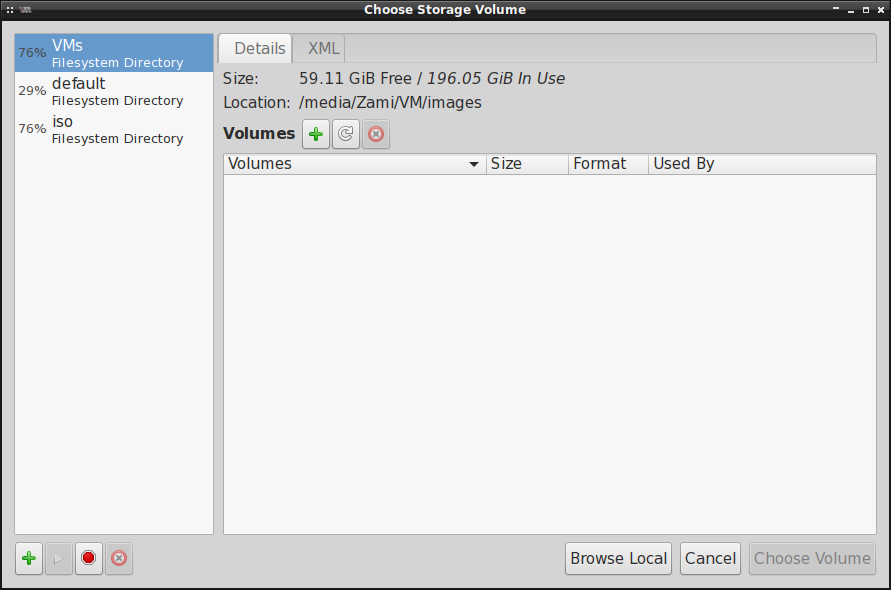 Choose Storage Volume
76% VMs
Filesystem Directory
29% default
Filesystem Directory
76% iso
Filesystem Directory
Details XML
Size: 59.11 GiB Free / 196.05 GiB In Use
Location: /media/Zami/VM/images
Volumes
Volumes Size Format Used By
Browse Local Cancel Choose Volume